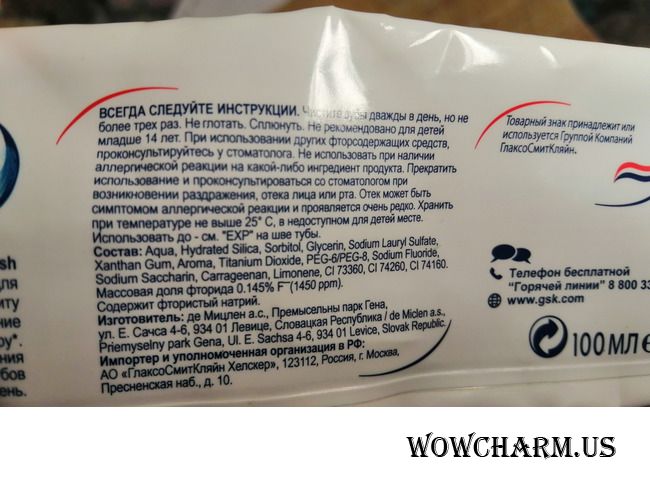 ВСЕГДА СЛЕДУЙТЕ ИНСТРУКЦИИ. Чистите зубы дважды в день, но не
более трех раз. Не глотать. Сплюнуть. Не рекомендовано для детей
младше 14 лет. При использовании других фторсодержащих средств,
проконсультируйтесь у стоматолога. Не использовать при наличии
аллергической реакции на какой-либо ингредиент продукта. Прекратить
использование и проконсультироваться со стоматологом при
возникновении раздражения, отека лица или рта. Отек может быть
симптомом аллергической реакции и проявляется очень редко. Хранить
при температуре не выше 25° С, в недоступном для детей месте.
Использовать до - см. "EXP" на шве тубы.
Состав: Aqua, Hydrated Silica, Sorbitol, Glycerin, Sodium Lauryl Sulfate,
Xanthan Gum, Aroma, Titanium Dioxide, PEG-6/PEG-8, Sodium Fluoride,
Sodium Saccharin, Carrageenan, Limonene, CI 73360, CI 74260, CI 74160.
Массовая доля фторида 0.145% F⁻ (1450 ppm).
Содержит фтористый натрий.
Изготовитель: де Мицлен а.с., Премысельны парк Гена,
ул. Е. Сачса 4-6, 934 01 Левице, Словацкая Республика / de Miclen a.s.,
Priemyselny park Gena, Ul. E. Sachsa 4-6, 934 01 Levice, Slovak Republic.
Импортер и уполномоченная организация в РФ:
АО «ГлаксоСмитКляйн Хелскер», 123112, Россия, г. Москва,
Пресненская наб., д. 10.
Товарный знак принадлежит или
используется Группой Компаний
ГлаксоСмитКляйн.
Телефон бесплатной
"Горячей линии" 8 800 33
www.gsk.com
100 МЛ e
sh
для
ние
ру*.
ния
бов
ень.
WOWCHARM.US